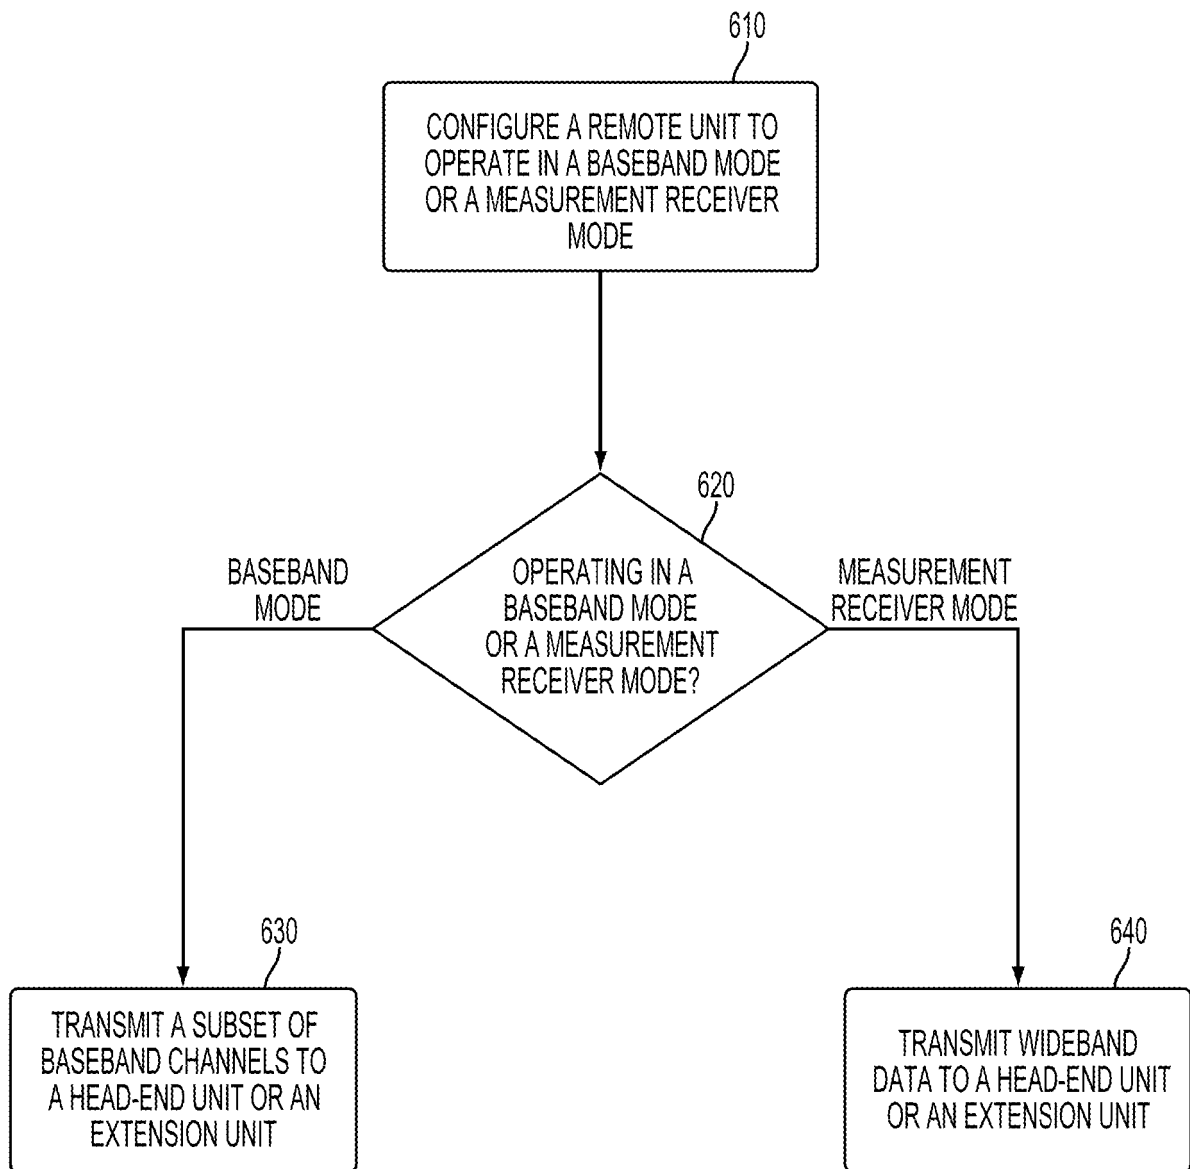 610
CONFIGURE A REMOTE UNIT TO
OPERATE IN A BASEBAND MODE
OR A MEASUREMENT RECEIVER
MODE
620
OPERATING IN A
BASEBAND MODE
OR A MEASUREMENT
RECEIVER MODE?
BASEBAND
MODE
MEASUREMENT
RECEIVER MODE
630
TRANSMIT A SUBSET OF
BASEBAND CHANNELS TO
A HEAD-END UNIT OR AN
EXTENSION UNIT
640
TRANSMIT WIDEBAND
DATA TO A HEAD-END UNIT
OR AN EXTENSION UNIT